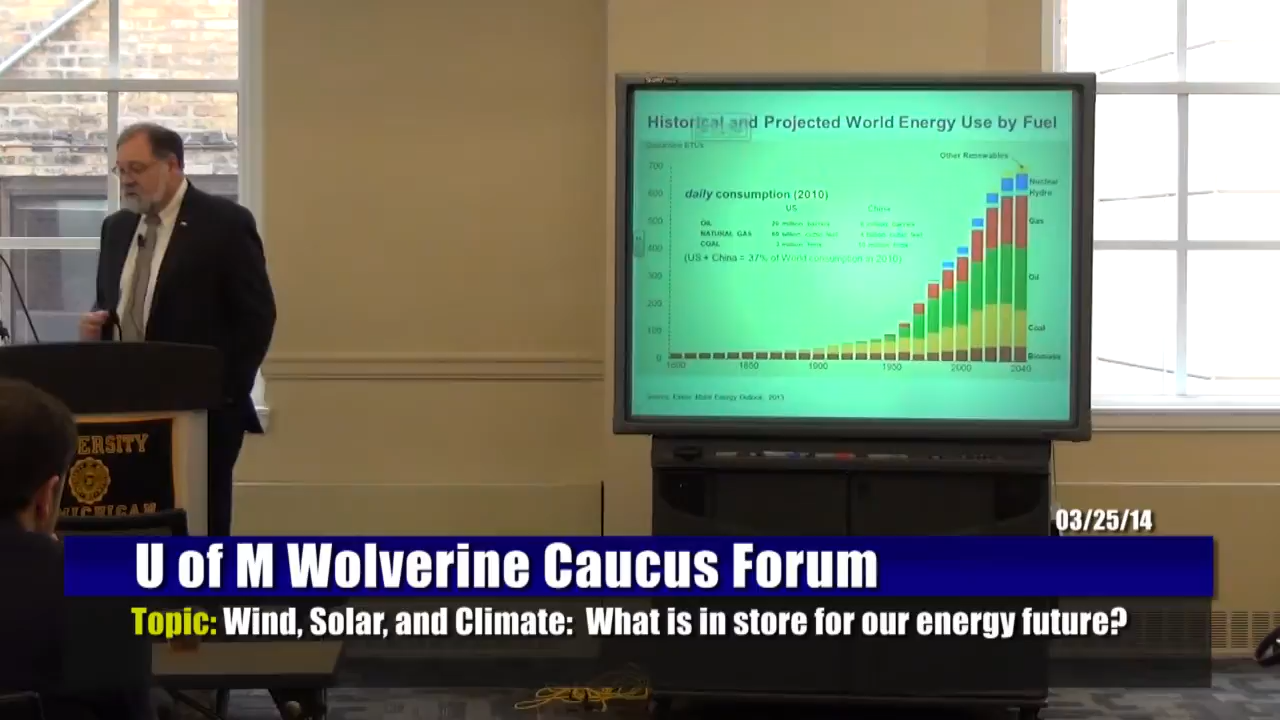 Historical and Projected World Energy Use by Fuel
Quadrillion BTUs
Other Renewables
700
600
500
400
300
200
100
0
daily consumption (2010)
US China
OIL
NATURAL GAS
COAL
(US + China = 37% of World consumption in 2010)
Nuclear
Hydro
Gas
Oil
Coal
Biomass
1800 1850 1900 1950 2000 2040
ERSITY
MICHIGAN
03/25/14
U of M Wolverine Caucus Forum
Topic: Wind, Solar, and Climate: What is in store for our energy future?